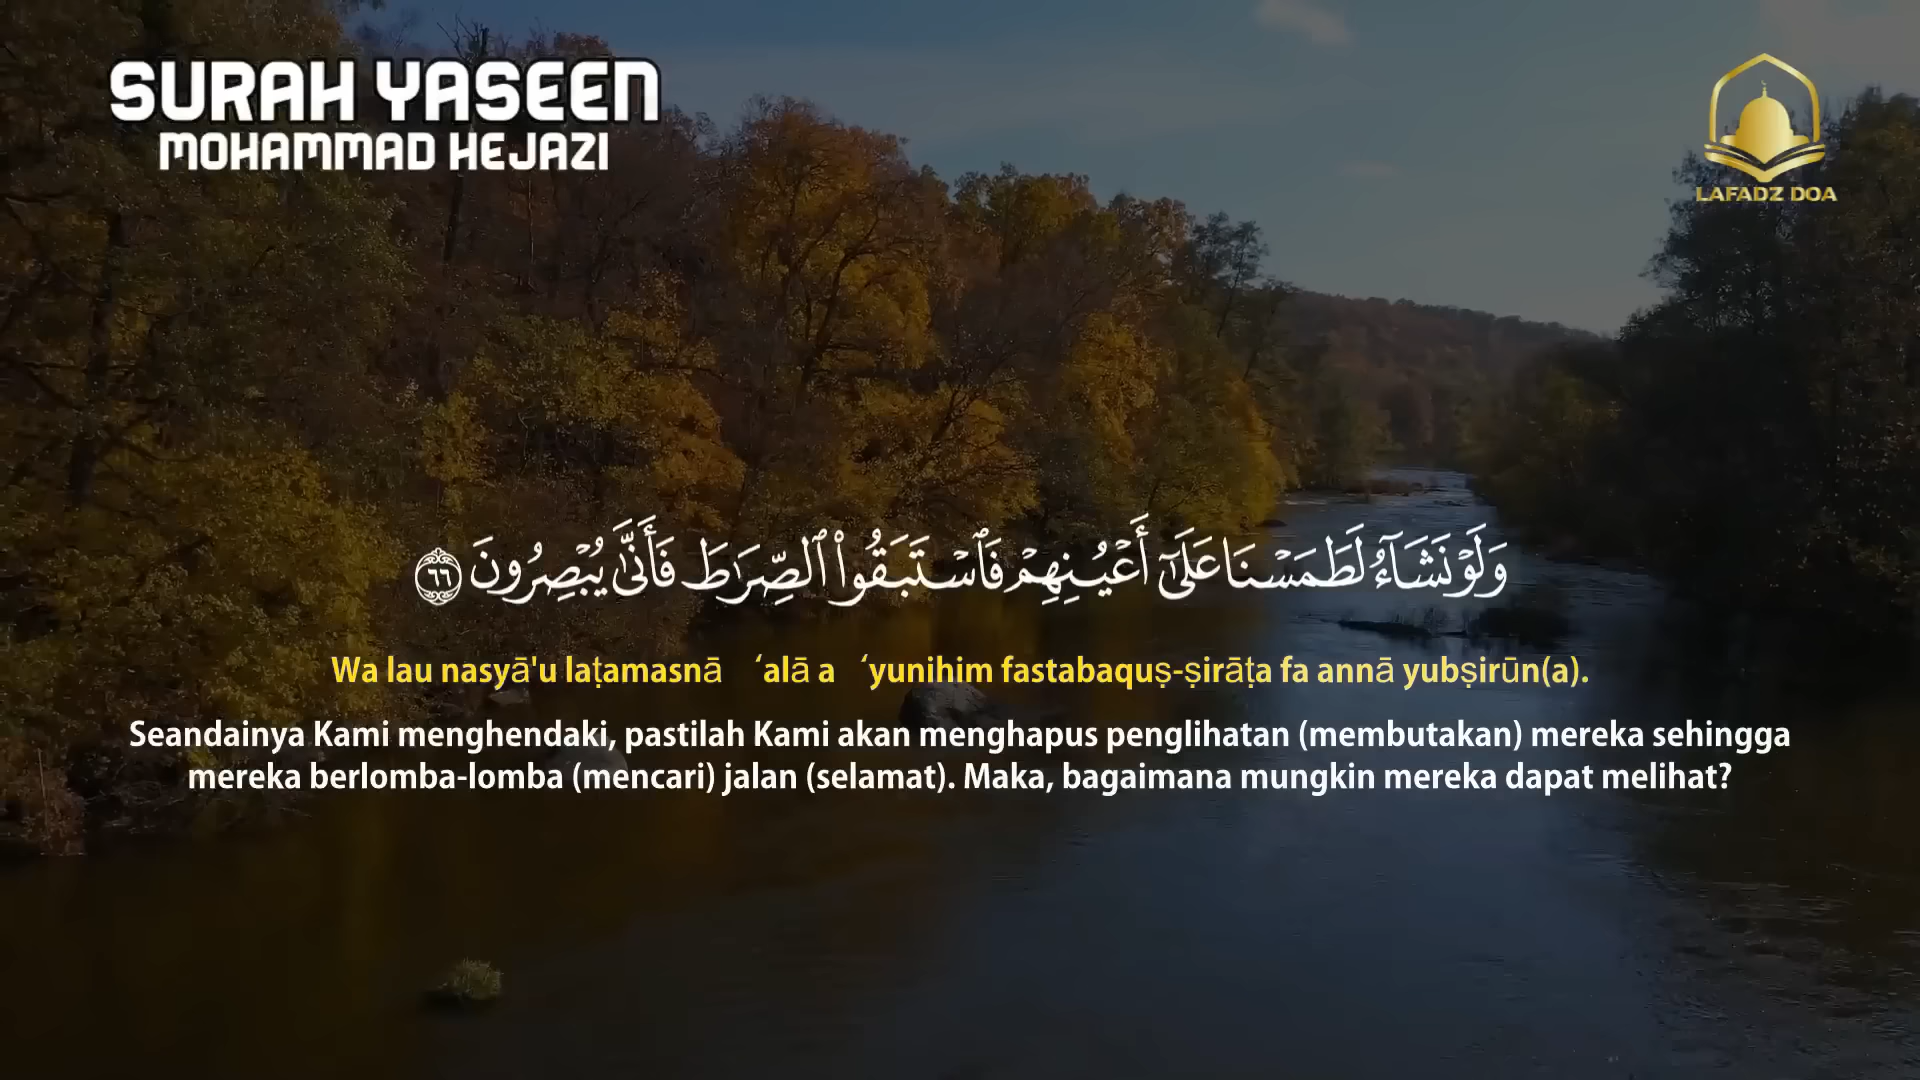 SURAH YASEEN
MOHAMMAD HEJAZI
LAFADZ DOA
وَلَوْ نَشَآءُ لَطَمَسْنَا عَلَىٰٓ أَعْيُنِهِمْ فَٱسْتَبَقُوا۟ ٱلصِّرَٰطَ فَأَنَّىٰ يُبْصِرُونَ ٦٦
Wa lau nasyā'u laṭamasnā ‘alā a ‘yunihim fastabaquṣ-ṣirāṭa fa annā yubṣirūn(a).
Seandainya Kami menghendaki, pastilah Kami akan menghapus penglihatan (membutakan) mereka sehingga
mereka berlomba-lomba (mencari) jalan (selamat). Maka, bagaimana mungkin mereka dapat melihat?